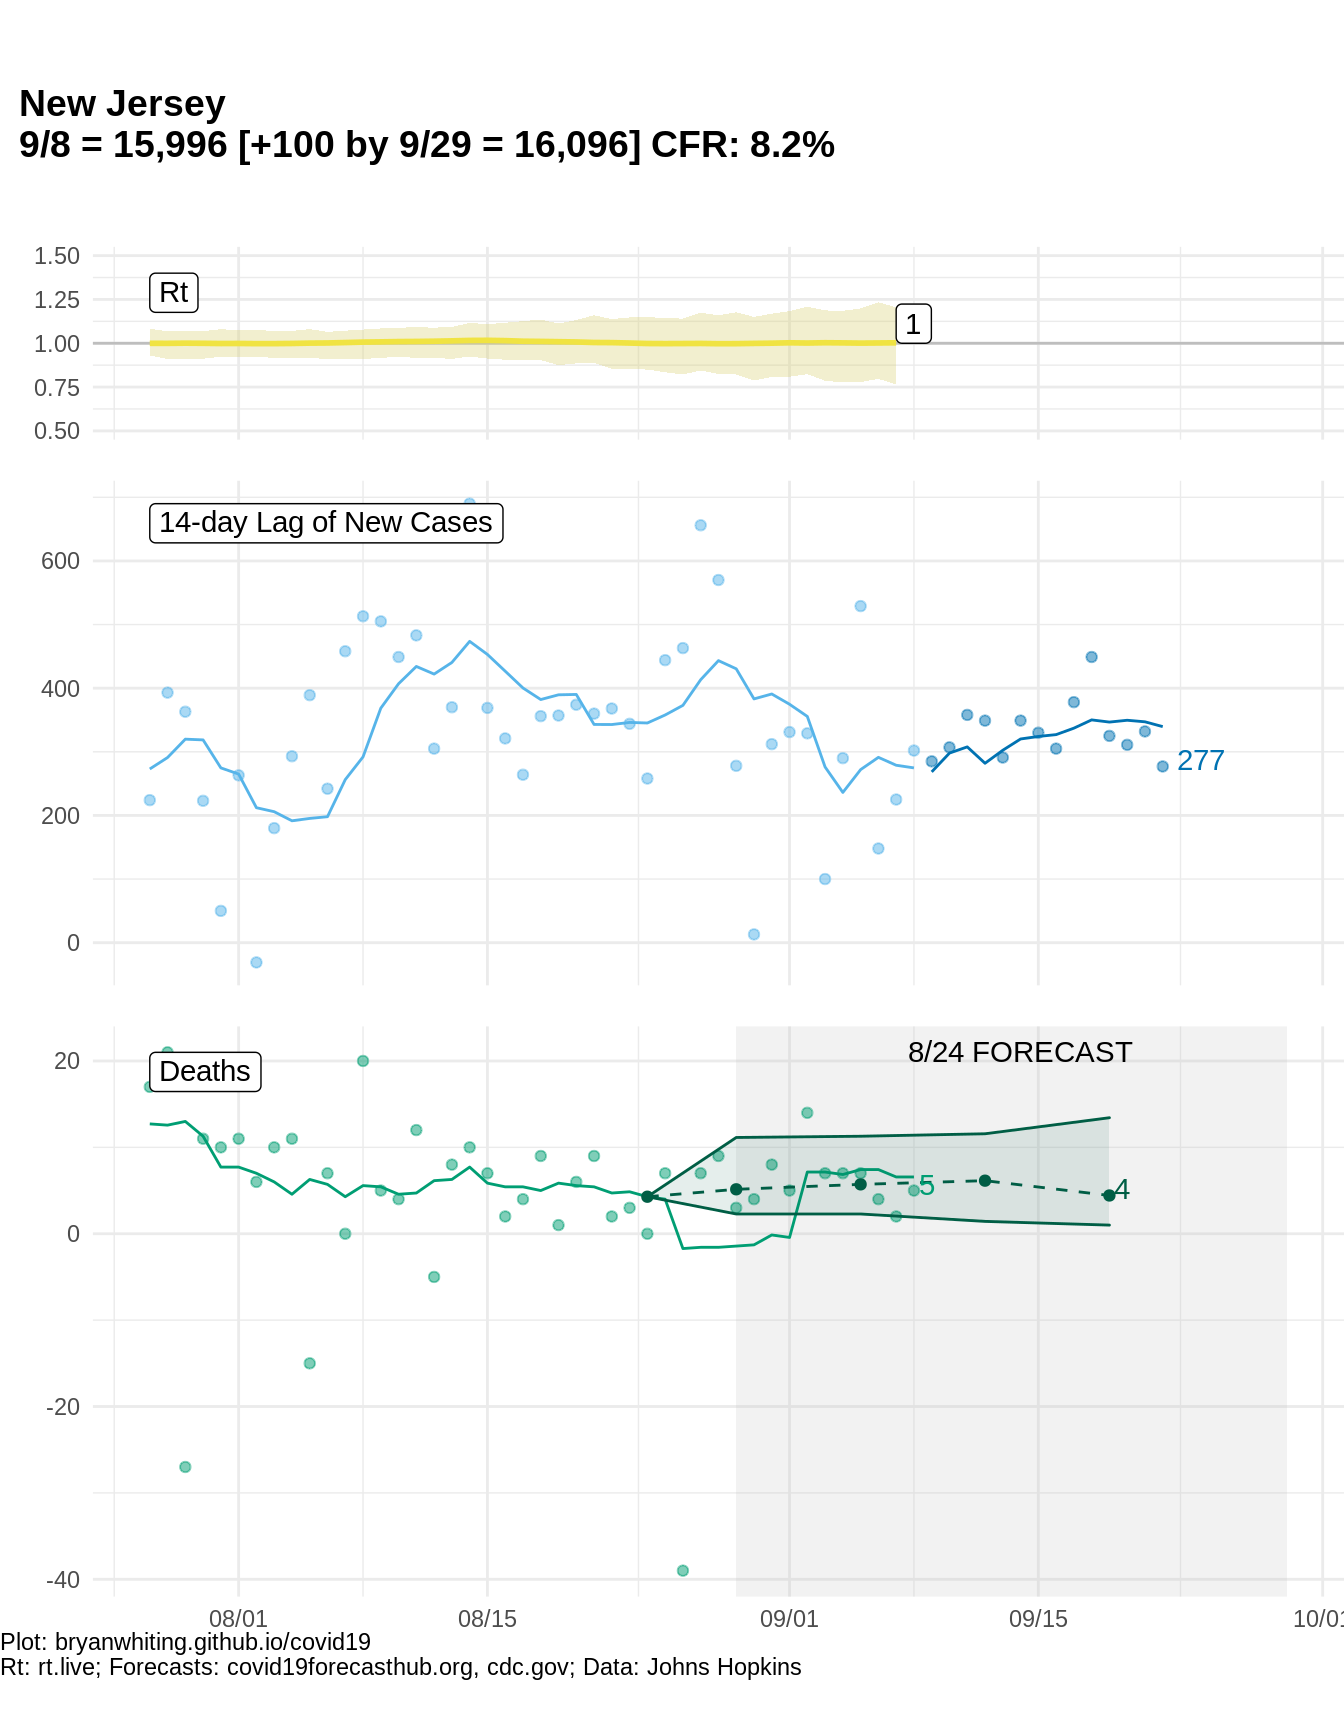 New Jersey
9/8 = 15,996 [+100 by 9/29 = 16,096] CFR: 8.2%
1.50
Rt
1.25
1
1.00
0.75
0.50
14-day Lag of New Cases
600
400
277
200
0
8/24 FORECAST
20
Deaths
5
4
0
-20
-40
08/01
08/15
09/01
09/15
10/01
Plot: bryanwhiting.github.io/covid19
Rt: rt.live; Forecasts: covid19forecasthub.org, cdc.gov; Data: Johns Hopkins